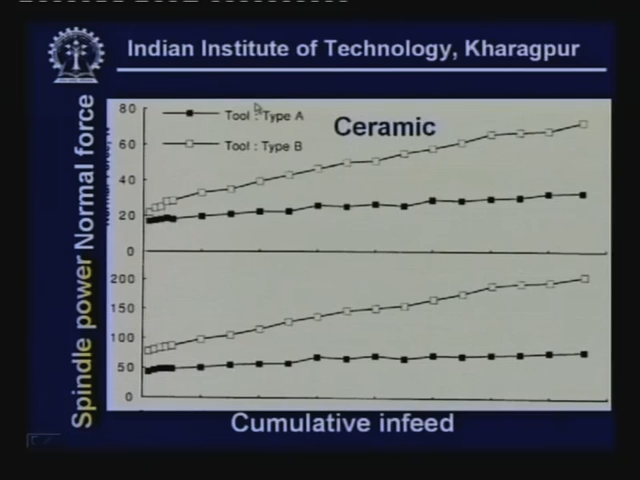 Indian Institute of Technology, Kharagpur
Ceramic
Tool : Type A
Tool : Type B
80
60
40
20
0
200
150
100
50
0
Normal force
Spindle power
Cumulative infeed